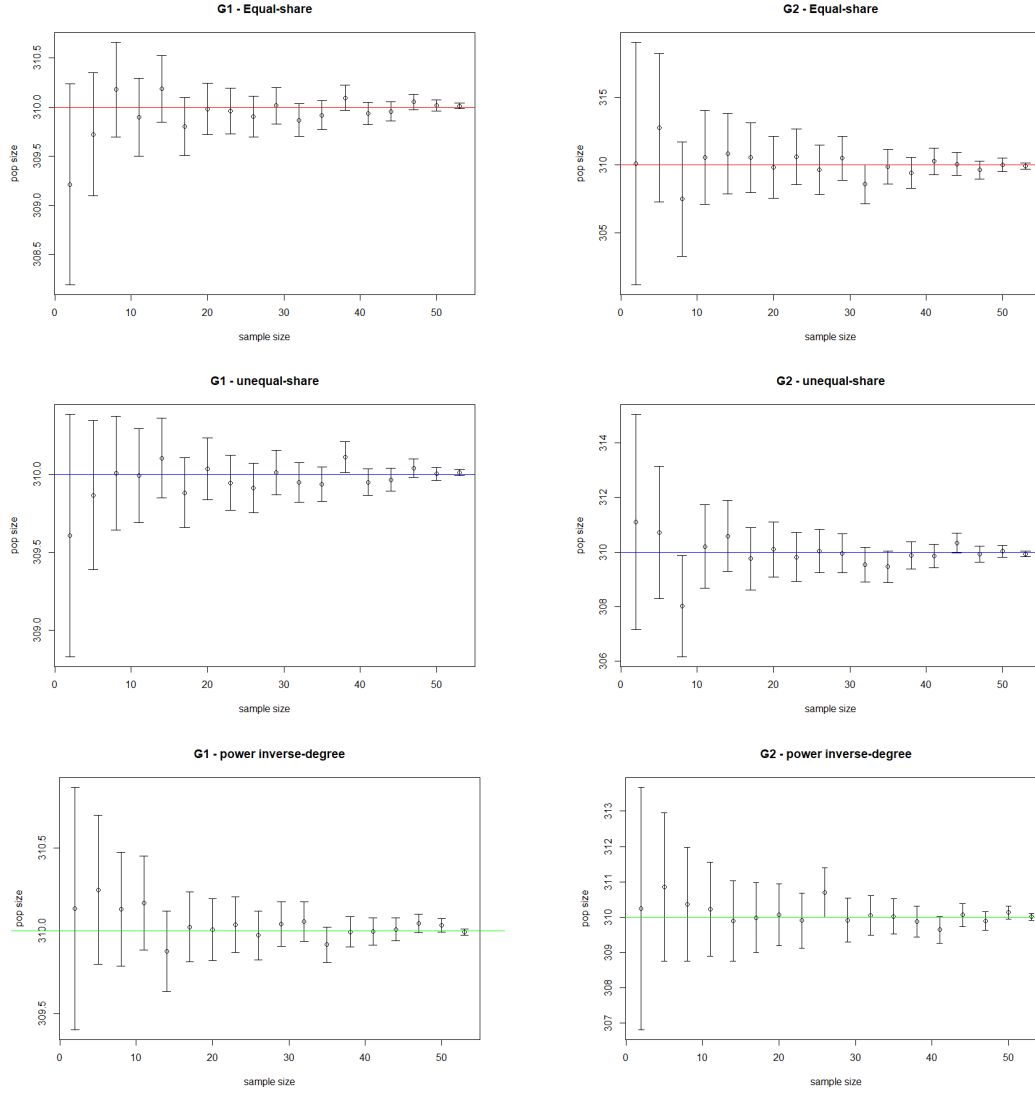 G1 - Equal-share
pop size
310.5
310.0
309.5
309.0
308.5
0 10 20 30 40 50
sample size
G2 - Equal-share
pop size
315
310
305
0 10 20 30 40 50
sample size
G1 - unequal-share
pop size
310.0
309.5
309.0
0 10 20 30 40 50
sample size
G2 - unequal-share
pop size
314
312
310
308
306
0 10 20 30 40 50
sample size
G1 - power inverse-degree
pop size
310.5
310.0
309.5
0 10 20 30 40 50
sample size
G2 - power inverse-degree
pop size
313
312
311
310
309
308
307
0 10 20 30 40 50
sample size